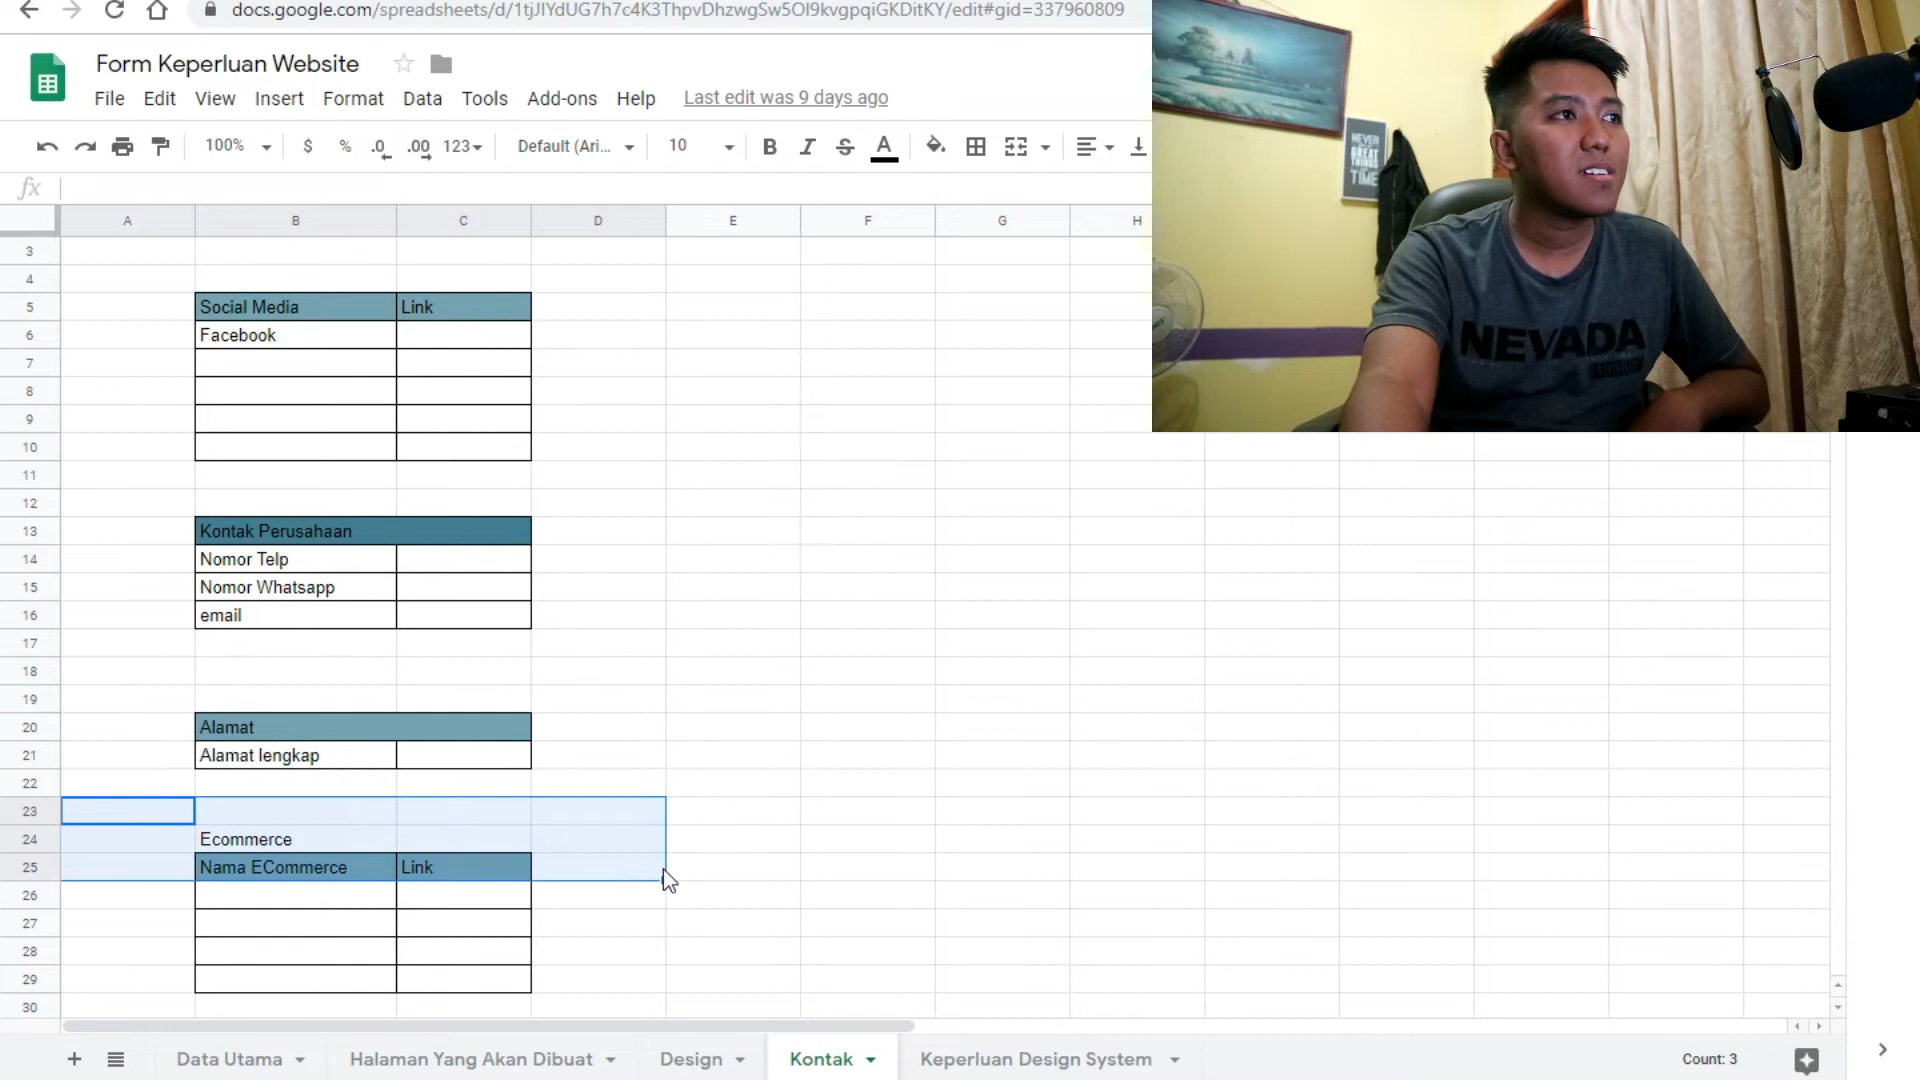 docs.google.com/spreadsheets/d/1tjJIYdUG7h7c4K3ThpvDhzwgSw5OI9kvgpqiGKDitKY/edit#gid=337960809
Form Keperluan Website
File Edit View Insert Format Data Tools Add-ons Help Last edit was 9 days ago
100% $ % .0 .00 123 Default (Ari... 10 B I S A
fx
A B C D E F G H
3
4
5 Social Media Link
6 Facebook
7
8
9
10
11
12
13 Kontak Perusahaan
14 Nomor Telp
15 Nomor Whatsapp
16 email
17
18
19
20 Alamat
21 Alamat lengkap
22
23
24 Ecommerce
25 Nama ECommerce Link
26
27
28
29
30
Data Utama Halaman Yang Akan Dibuat Design Kontak Keperluan Design System Count: 3
NEVER
GREAT
THINGS
TIME
NEVADA